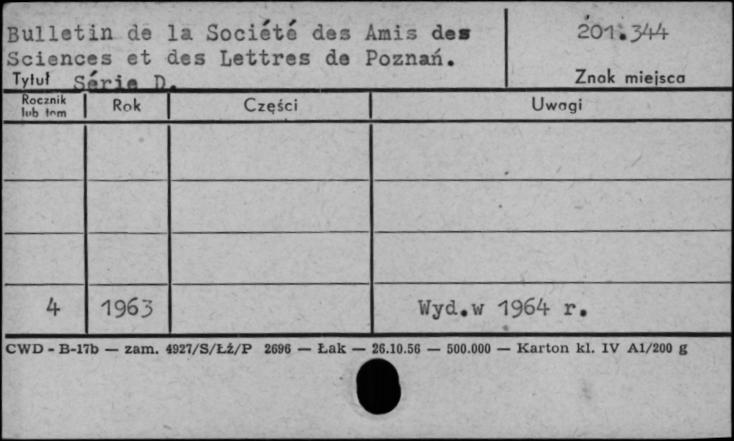 Bulletin de la Société des Amis des
201.344
Sciences et des Lettres de Poznań.
Tytuł Série D.
Znak miejsca
Rocznik lub tom
Rok
Części
Uwagi
4 1963 Wyd.w 1964 r.
CWD - B-17b — zam. 4927/S/Łź/P 2696 — Łak — 26.10.56 — 500.000 — Karton kl. IV A1/200 g